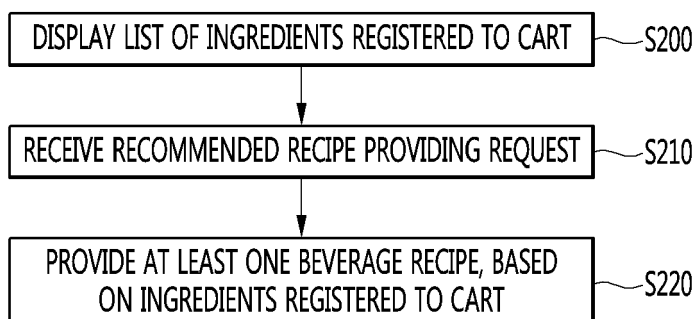 DISPLAY LIST OF INGREDIENTS REGISTERED TO CART
S200
RECEIVE RECOMMENDED RECIPE PROVIDING REQUEST
S210
PROVIDE AT LEAST ONE BEVERAGE RECIPE, BASED
ON INGREDIENTS REGISTERED TO CART
S220